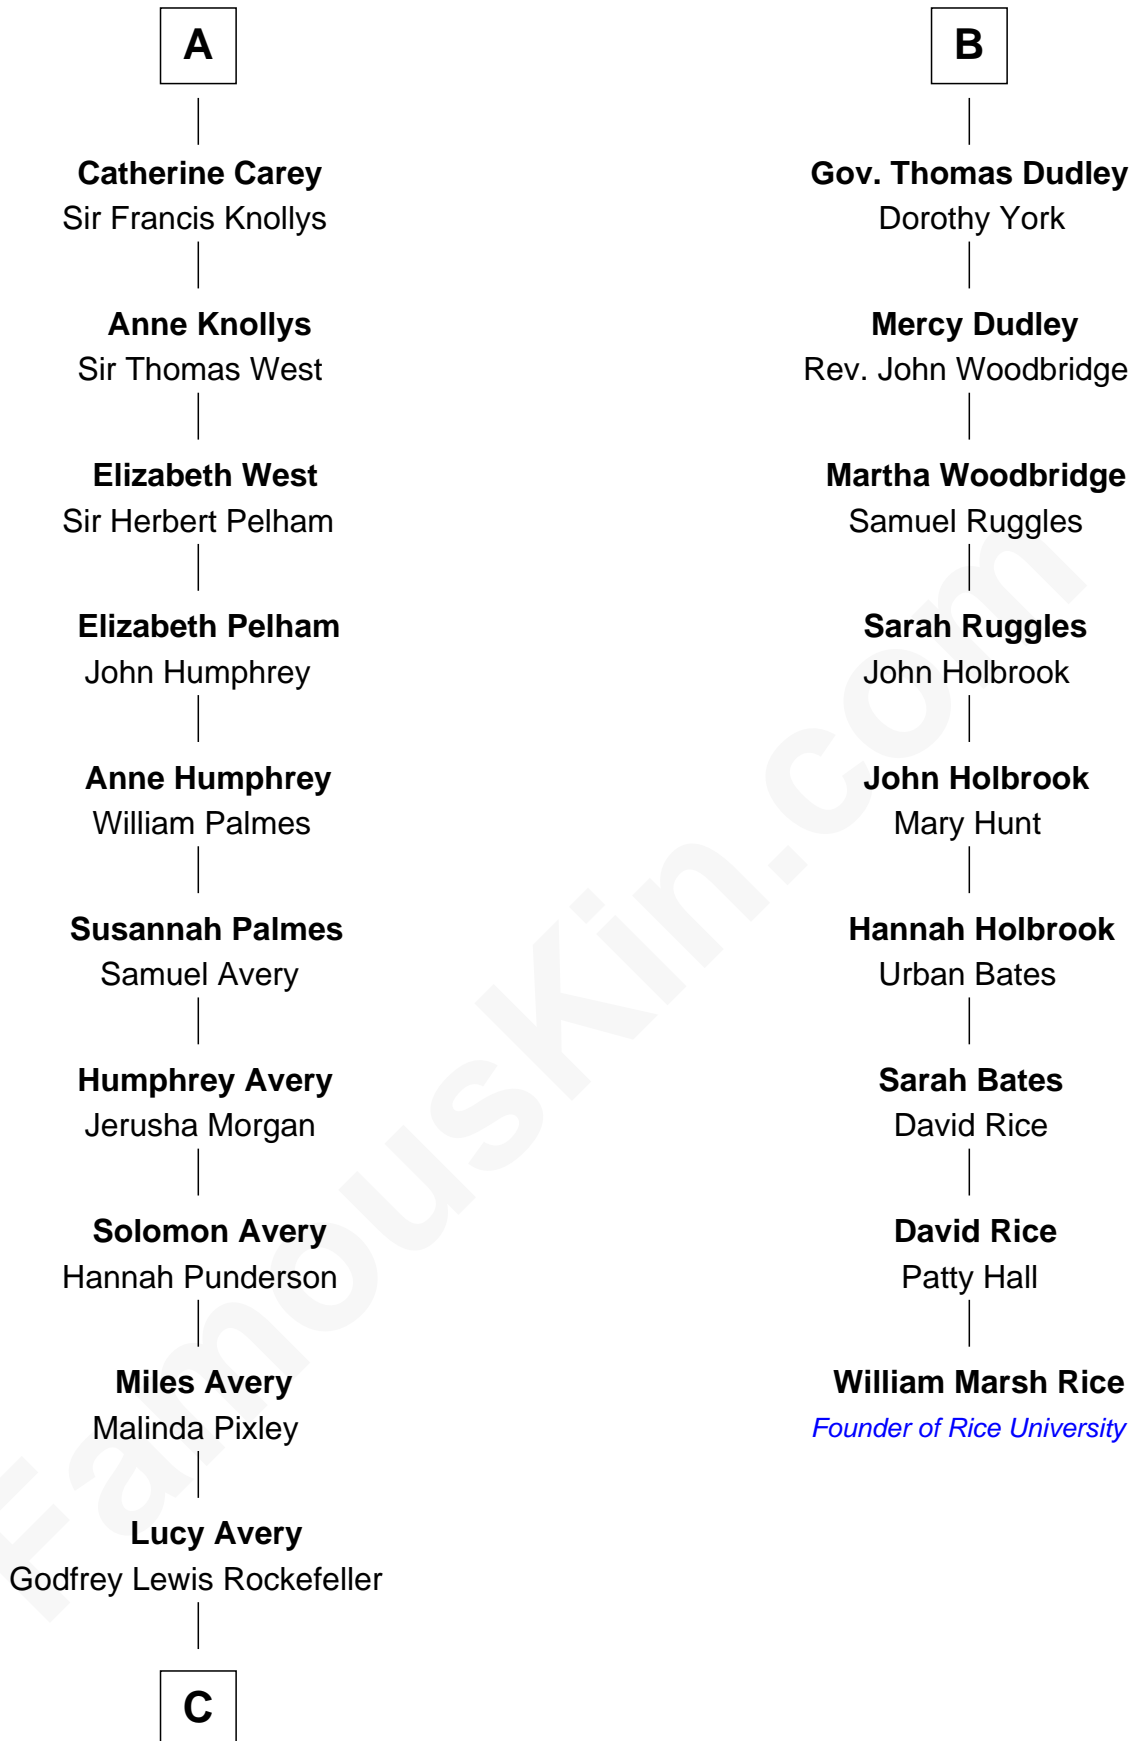 A
Catherine Carey
Sir Francis Knollys
Anne Knollys
Sir Thomas West
Elizabeth West
Sir Herbert Pelham
Elizabeth Pelham
John Humphrey
Anne Humphrey
William Palmes
Susannah Palmes
Samuel Avery
Humphrey Avery
Jerusha Morgan
Solomon Avery
Hannah Punderson
Miles Avery
Malinda Pixley
Lucy Avery
Godfrey Lewis Rockefeller
C
B
Gov. Thomas Dudley
Dorothy York
Mercy Dudley
Rev. John Woodbridge
Martha Woodbridge
Samuel Ruggles
Sarah Ruggles
John Holbrook
John Holbrook
Mary Hunt
Hannah Holbrook
Urban Bates
Sarah Bates
David Rice
David Rice
Patty Hall
William Marsh Rice
Founder of Rice University
FamousKin.com